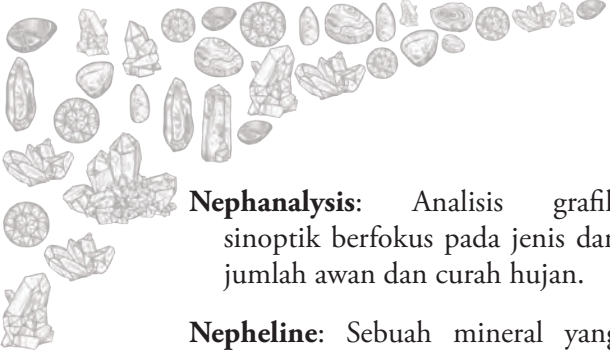 Nephanalysis: Analisis grafik
sinoptik berfokus pada jenis dan
jumlah awan dan curah hujan.
Nepheline: Sebuah mineral yang